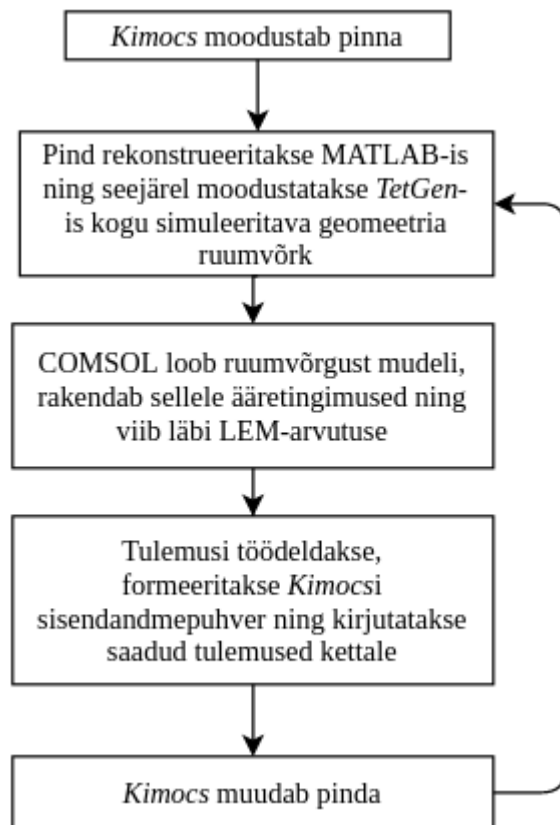 Kimocs moodustab pinna
Pind rekonstrueeritakse MATLAB-is
ning seejärel moodustatakse TetGen-
is kogu simuleeritava geomeetria
ruumvõrk
COMSOL loob ruumvõrgust mudeli,
rakendab sellele ääretingimused ning
viib läbi LEM-arvutuse
Tulemusi töödeldakse,
formeeritakse Kimocsi
sisendandmepuhver ning kirjutatakse
saadud tulemused kettale
Kimocs muudab pinda